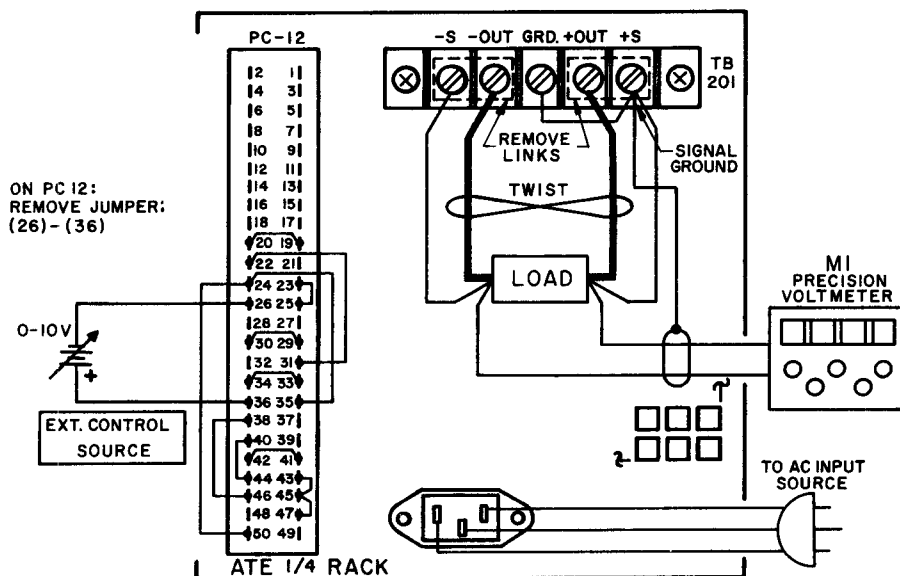 PC-12
-S -OUT GRD. +OUT +S
TB
201
2 1
4 3
6 5
8 7
10 9
12 11
14 13
16 15
18 17
20 19
22 21
24 23
26 25
28 27
30 29
32 31
34 33
36 35
38 37
40 39
42 41
44 43
46 45
48 47
50 49
ON PC 12:
REMOVE JUMPER:
(26)-(36)
REMOVE
LINKS
SIGNAL
GROUND
TWIST
LOAD
M1
PRECISION
VOLTMETER
0-10V
+
EXT. CONTROL
SOURCE
TO AC INPUT
SOURCE
ATE 1/4 RACK